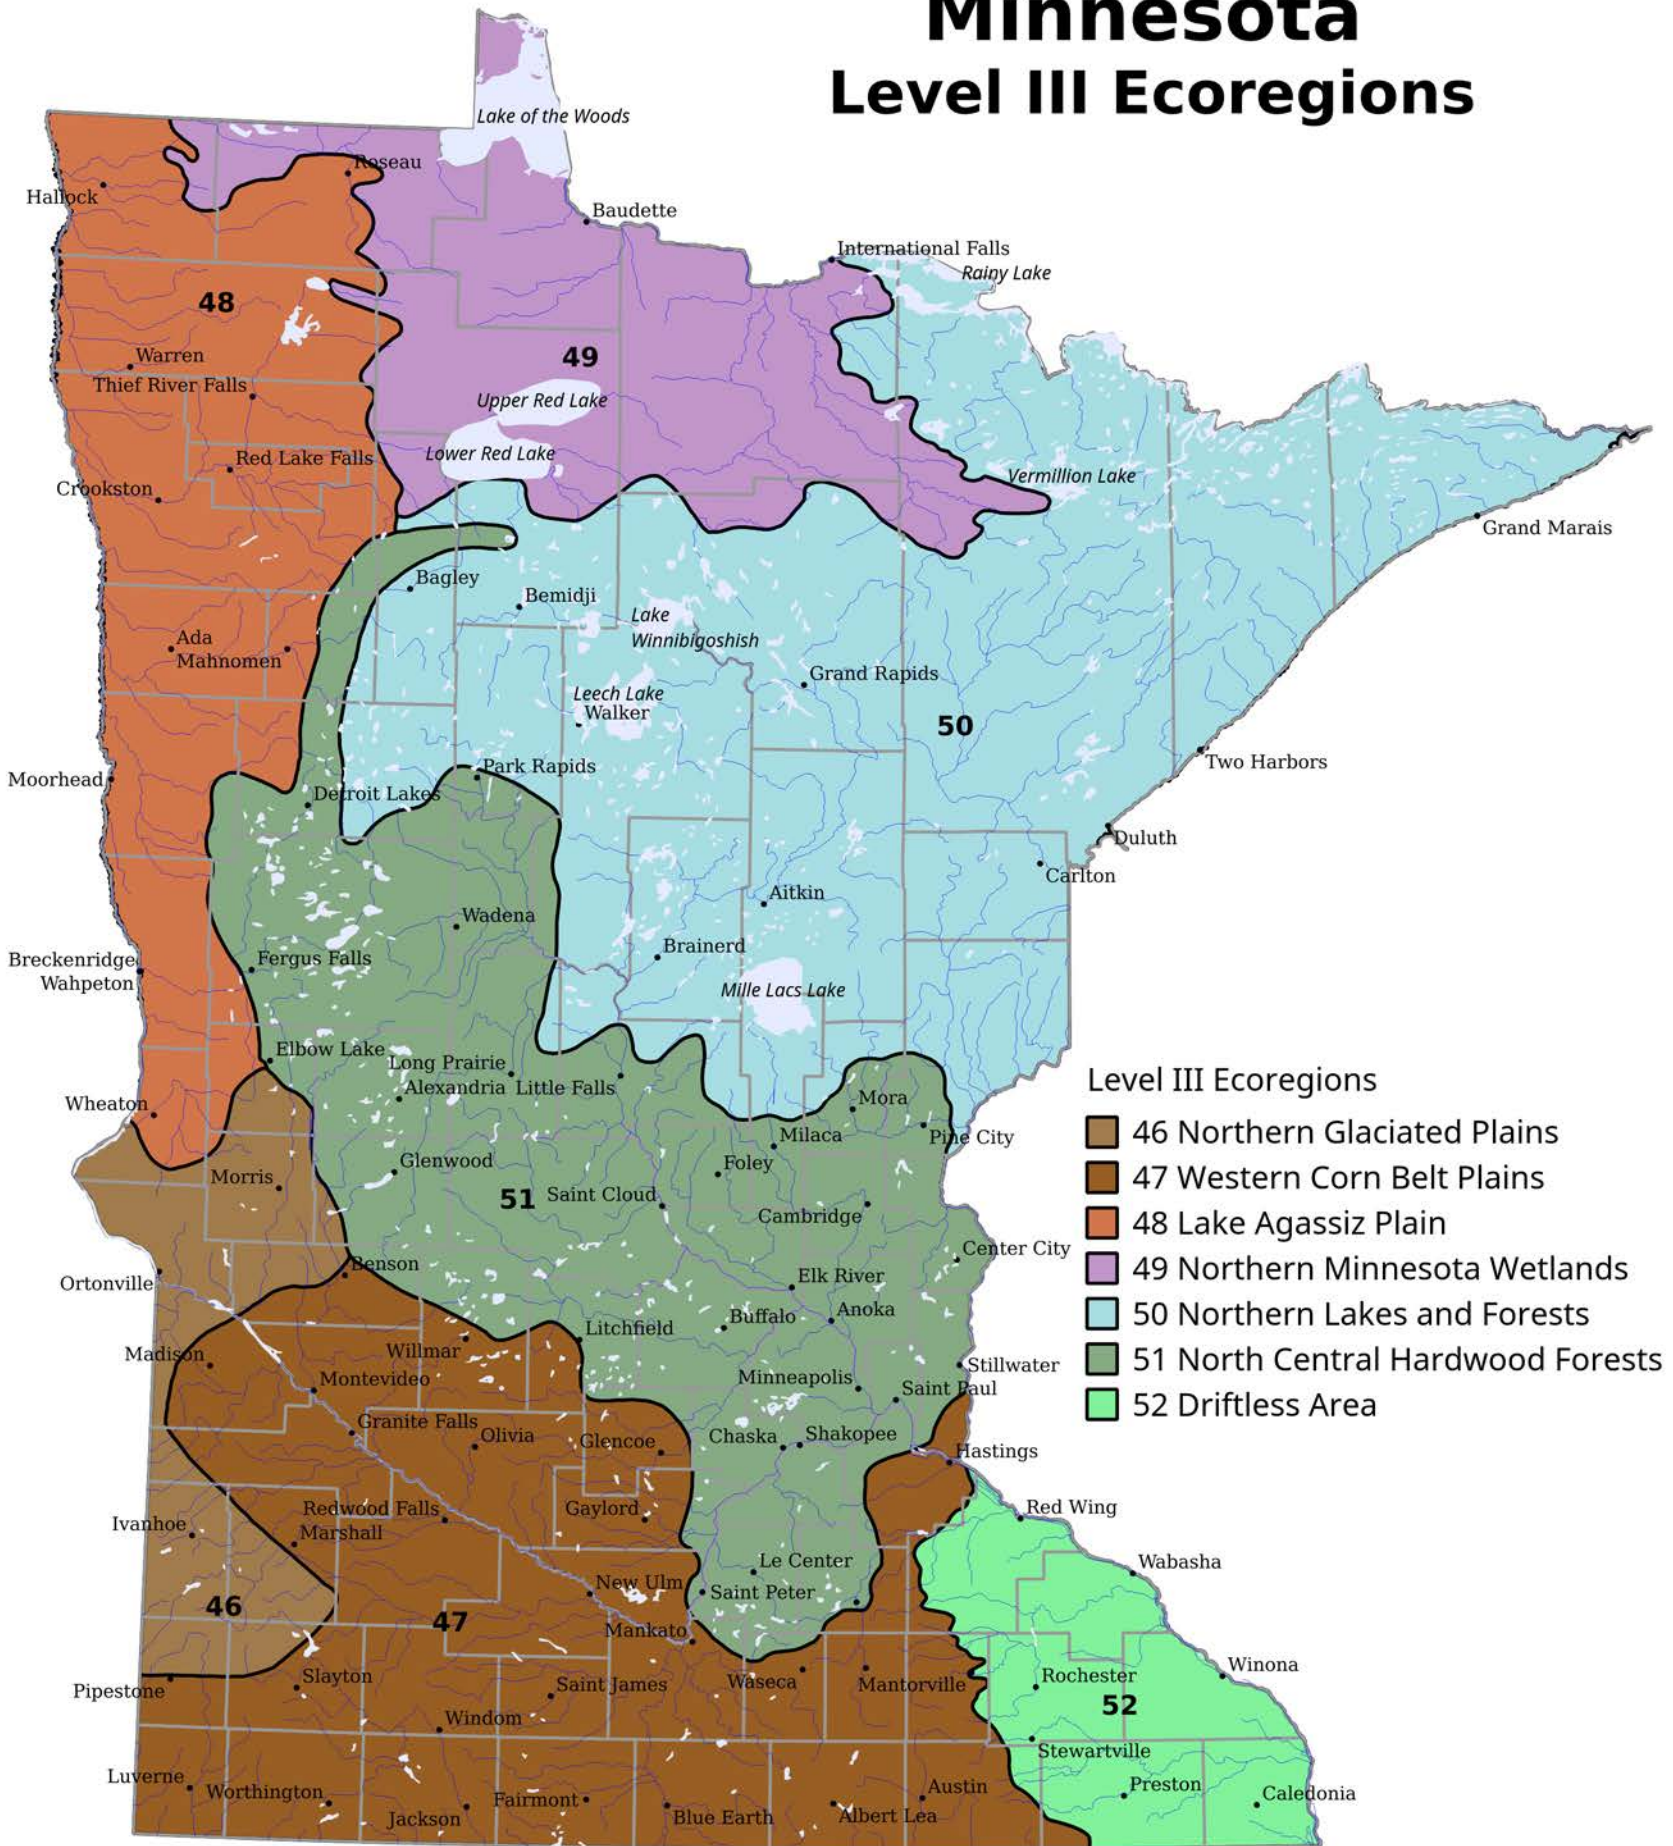 Minnesota
Level III Ecoregions
Lake of the Woods
Roseau
Hallock
Baudette
International Falls
Rainy Lake
48
49
Warren
Thief River Falls
Upper Red Lake
Lower Red Lake
Red Lake Falls
Crookston
Vermillion Lake
Grand Marais
Bagley
Bemidji
Lake
Winnibigoshish
Ada
Mahnomen
Grand Rapids
Leech Lake
Walker
50
Moorhead
Park Rapids
Two Harbors
Detroit Lakes
Duluth
Carlton
Aitkin
Wadena
Brainerd
Breckenridge
Wahpeton
Fergus Falls
Mille Lacs Lake
Elbow Lake
Long Prairie
Alexandria
Little Falls
Wheaton
Mora
Milaca
Pine City
Foley
Glenwood
Morris
51
Saint Cloud
Cambridge
Center City
Benson
Ortonville
Elk River
Anoka
Buffalo
Litchfield
Madison
Willmar
Montevideo
Minneapolis
Stillwater
Saint Paul
Granite Falls
Olivia
Glencoe
Chaska
Shakopee
Hastings
Redwood Falls
Gaylord
Red Wing
Ivanhoe
Marshall
Le Center
Wabasha
New Ulm
Saint Peter
46
47
Mankato
Slayton
Pipestone
Saint James
Waseca
Mantorville
Rochester
Winona
52
Windom
Stewartville
Luverne
Worthington
Jackson
Fairmont
Blue Earth
Albert Lea
Austin
Preston
Caledonia
Level III Ecoregions
46 Northern Glaciated Plains
47 Western Corn Belt Plains
48 Lake Agassiz Plain
49 Northern Minnesota Wetlands
50 Northern Lakes and Forests
51 North Central Hardwood Forests
52 Driftless Area